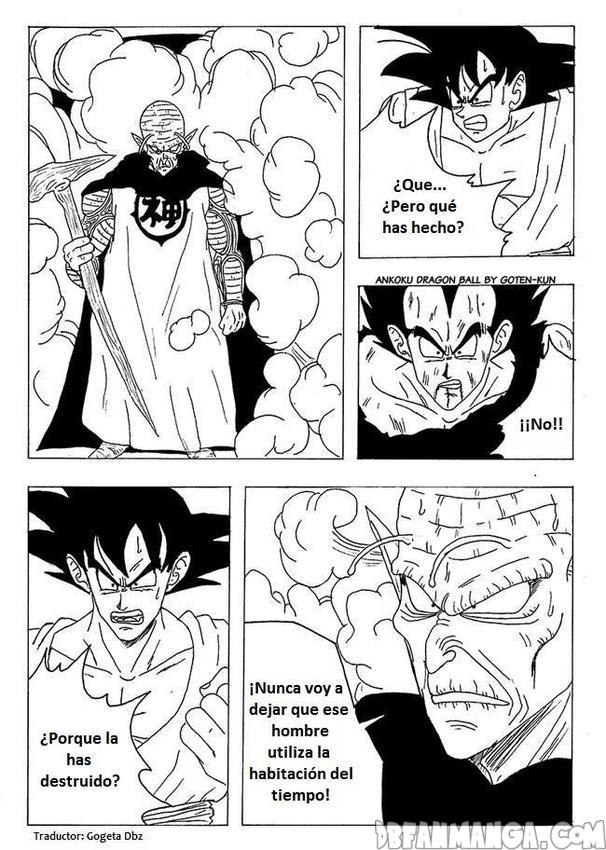 神
¿Que...
¿Pero qué
has hecho?
ANKOKU DRAGON BALL BY GOTEN-KUN
¡¡No!!
¿Porque la
has
destruido?
¡Nunca voy a
dejar que ese
hombre
utiliza la
habitación del
tiempo!
Traductor: Gogeta Dbz
DBFANMANGA.COM